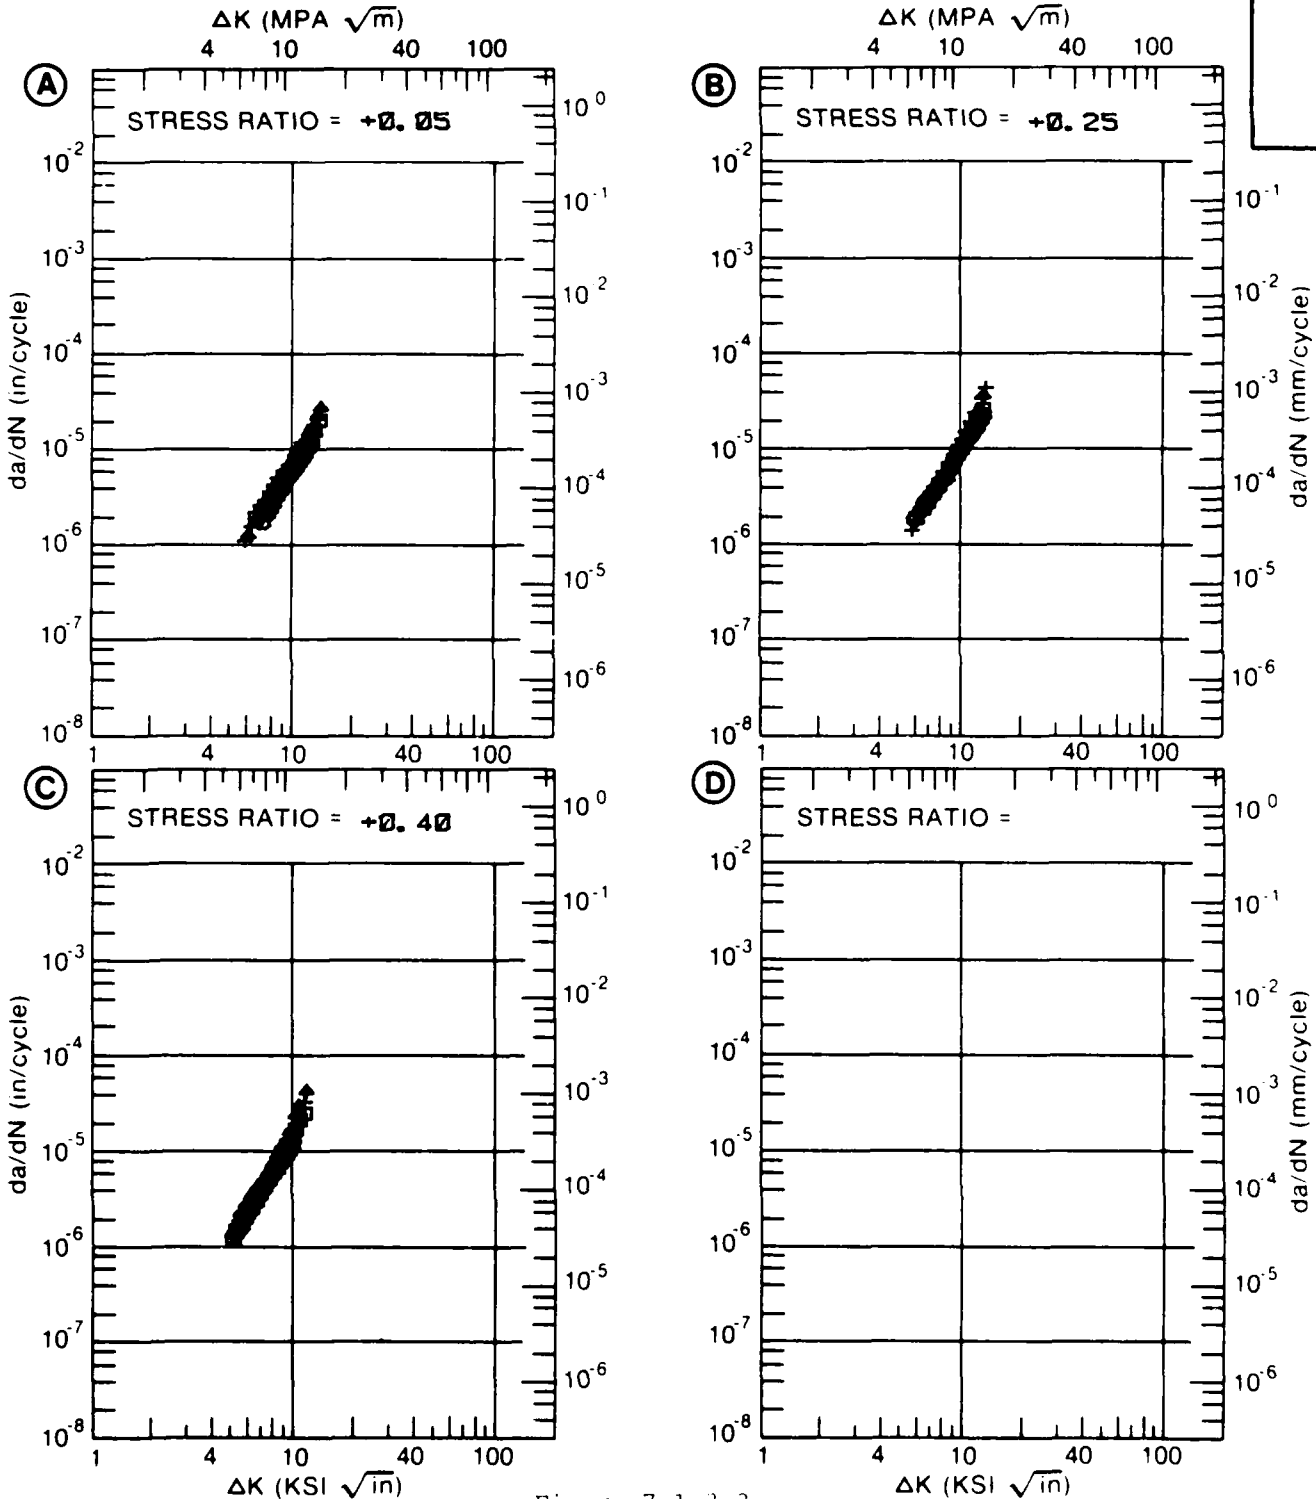 ΔK (MPA √m)
4 10 40 100
A
STRESS RATIO = +0.05
10^-2
10^-3
10^-4
10^-5
10^-6
10^-7
10^-8
da/dN (in/cycle)
10^0
10^-1
10^-2
10^-3
10^-4
10^-5
10^-6
1 4 10 40 100
ΔK (MPA √m)
4 10 40 100
B
STRESS RATIO = +0.25
10^-2
10^-3
10^-4
10^-5
10^-6
10^-7
10^-8
10^-1
10^-2
10^-3
10^-4
10^-5
10^-6
da/dN (mm/cycle)
1 4 10 40 100
C
STRESS RATIO = +0.40
10^-2
10^-3
10^-4
10^-5
10^-6
10^-7
10^-8
da/dN (in/cycle)
10^0
10^-1
10^-2
10^-3
10^-4
10^-5
10^-6
1 4 10 40 100
ΔK (KSI √in)
D
STRESS RATIO =
10^-2
10^-3
10^-4
10^-5
10^-6
10^-7
10^-8
10^0
10^-1
10^-2
10^-3
10^-4
10^-5
10^-6
da/dN (mm/cycle)
1 4 10 40 100
ΔK (KSI √in)